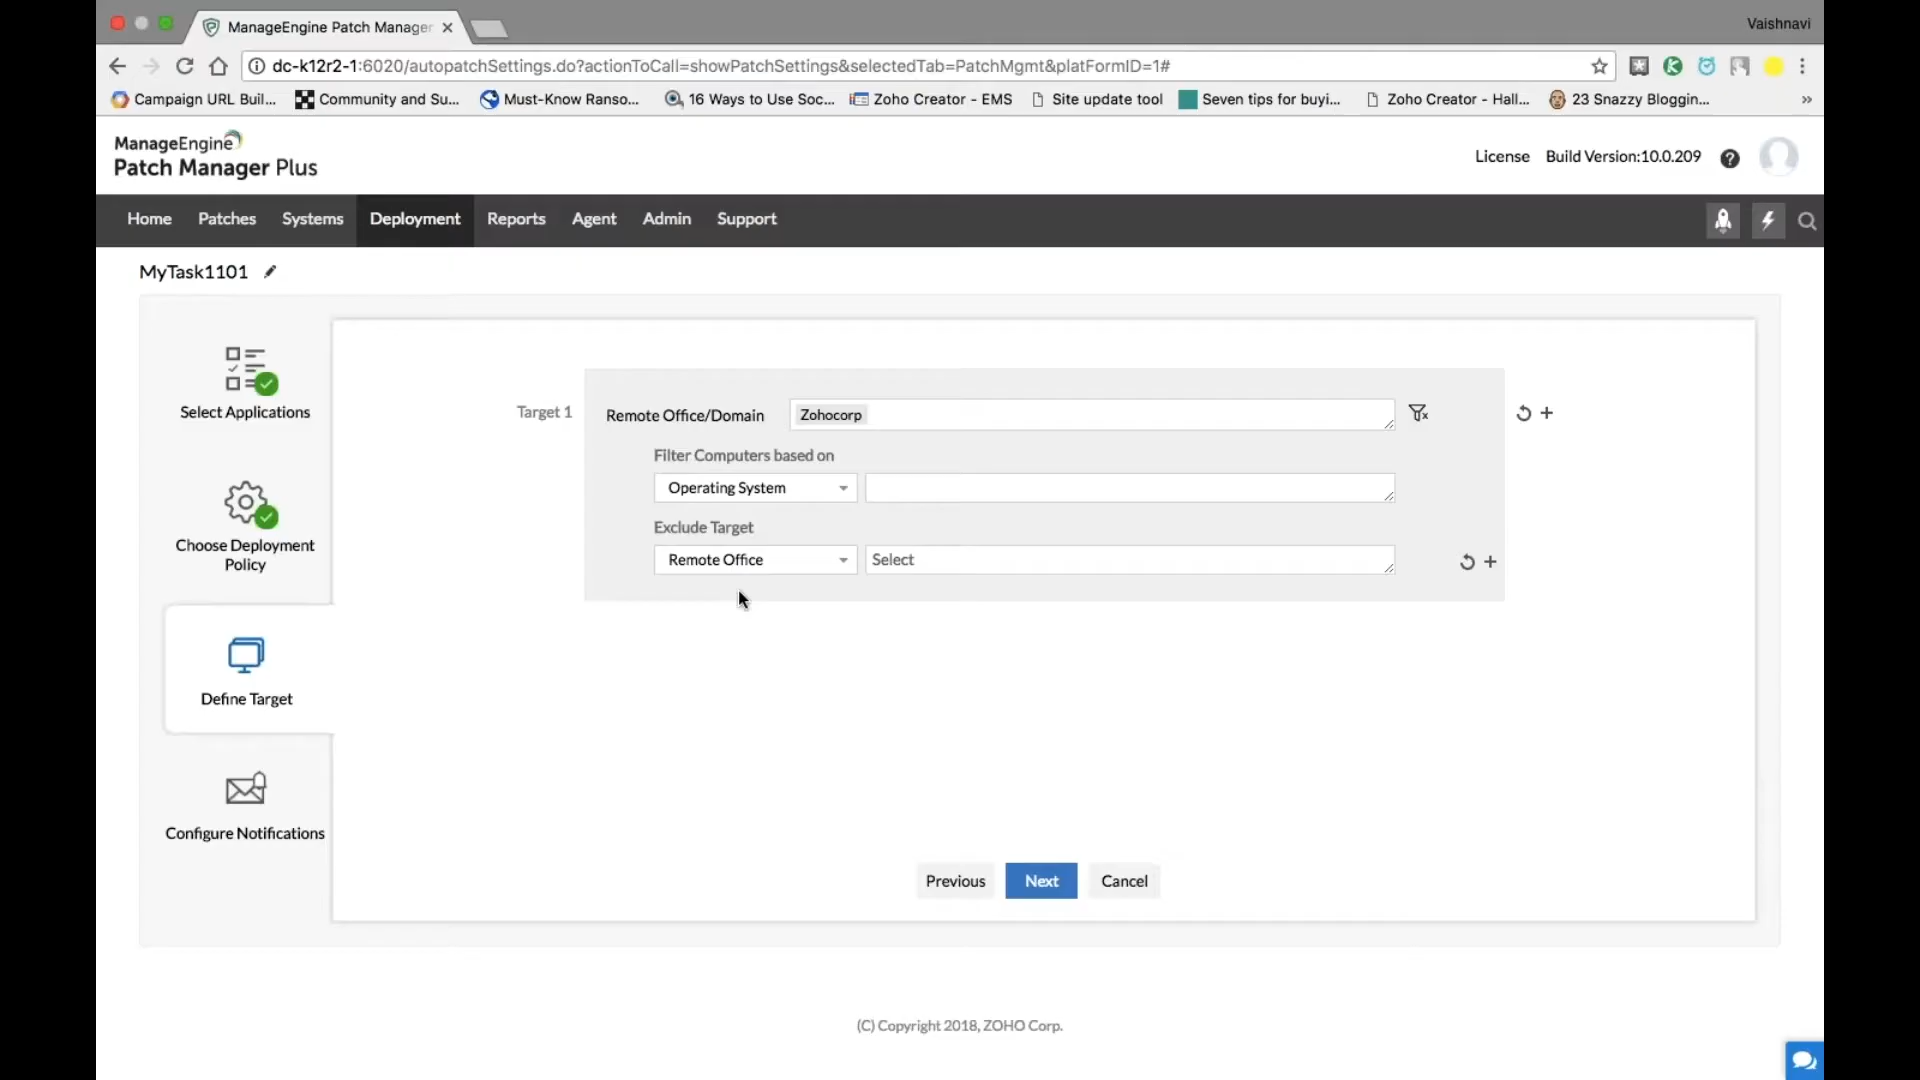 ManageEngine Patch Manager
Vaishnavi
dc-k12r2-1:6020/autopatchSettings.do?actionToCall=showPatchSettings&selectedTab=PatchMgmt&platFormID=1#
Campaign URL Buil... Community and Su... Must-Know Ranso... 16 Ways to Use Soc... Zoho Creator - EMS Site update tool Seven tips for buyi... Zoho Creator - Hall... 23 Snazzy Bloggin... »
ManageEngine
Patch Manager Plus
License Build Version:10.0.209 ?
Home Patches Systems Deployment Reports Agent Admin Support
MyTask1101
Select Applications
Choose Deployment
Policy
Define Target
Configure Notifications
Target 1
Remote Office/Domain Zohocorp
Filter Computers based on
Operating System
Exclude Target
Remote Office Select
Previous Next Cancel
(C) Copyright 2018, ZOHO Corp.